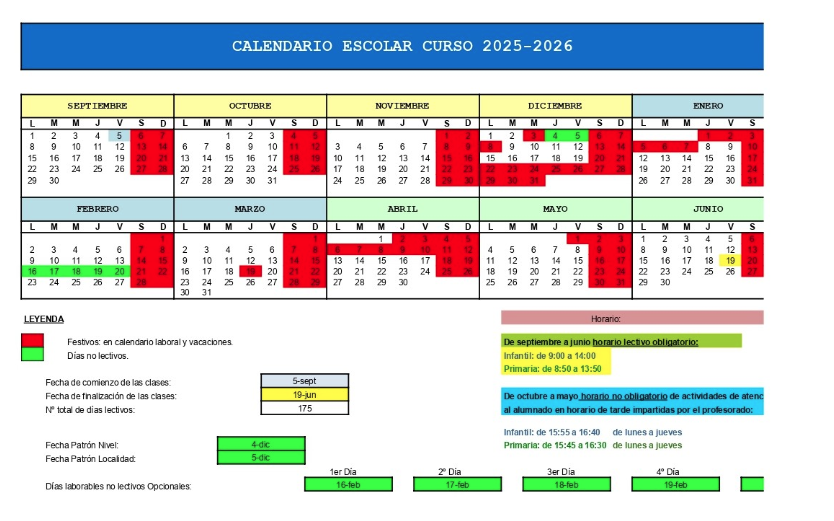 CALENDARIO ESCOLAR CURSO 2025-2026
SEPTIEMBRE OCTUBRE NOVIEMBRE DICIEMBRE ENERO
L M M J V S D L M M J V S D L M M J V S D L M M J V S D L M M J V S
1 2 3 4 5 6 7 1 2 3 4 5 1 2 1 2 3 4 5 6 7 1 2 3
8 9 10 11 12 13 14 6 7 8 9 10 11 12 3 4 5 6 7 8 9 8 9 10 11 12 13 14 5 6 7 8 9 10
15 16 17 18 19 20 21 13 14 15 16 17 18 19 10 11 12 13 14 15 16 15 16 17 18 19 20 21 12 13 14 15 16 17
22 23 24 25 26 27 28 20 21 22 23 24 25 26 17 18 19 20 21 22 23 22 23 24 25 26 27 28 19 20 21 22 23 24
29 30 27 28 29 30 31 24 25 26 27 28 29 30 29 30 31 26 27 28 29 30 31
FEBRERO MARZO ABRIL MAYO JUNIO
L M M J V S D L M M J V S D L M M J V S D L M M J V S D L M M J V S
1 1 1 2 3 4 5 1 2 3 1 2 3 4 5 6
2 3 4 5 6 7 8 2 3 4 5 6 7 8 6 7 8 9 10 11 12 4 5 6 7 8 9 10 8 9 10 11 12 13
9 10 11 12 13 14 15 9 10 11 12 13 14 15 13 14 15 16 17 18 19 11 12 13 14 15 16 17 15 16 17 18 19 20
16 17 18 19 20 21 22 16 17 18 19 20 21 22 20 21 22 23 24 25 26 18 19 20 21 22 23 24 22 23 24 25 26 27
23 24 25 26 27 28 23 24 25 26 27 28 29 27 28 29 30 25 26 27 28 29 30 31 29 30
30 31
LEYENDA
Horario:
Festivos: en calendario laboral y vacaciones.
Días no lectivos.
De septiembre a junio horario lectivo obligatorio:
Infantil: de 9:00 a 14:00
Primaria: de 8:50 a 13:50
Fecha de comienzo de las clases: 5-sept
Fecha de finalización de las clases: 19-jun
Nº total de días lectivos: 175
De octubre a mayo horario no obligatorio de actividades de atenc
al alumnado en horario de tarde impartidas por el profesorado:
Infantil: de 15:55 a 16:40 de lunes a jueves
Primaria: de 15:45 a 16:30 de lunes a jueves
Fecha Patrón Nivel: 4-dic
Fecha Patrón Localidad: 5-dic
1er Día 2º Día 3er Día 4º Día
Días laborables no lectivos Opcionales: 16-feb 17-feb 18-feb 19-feb